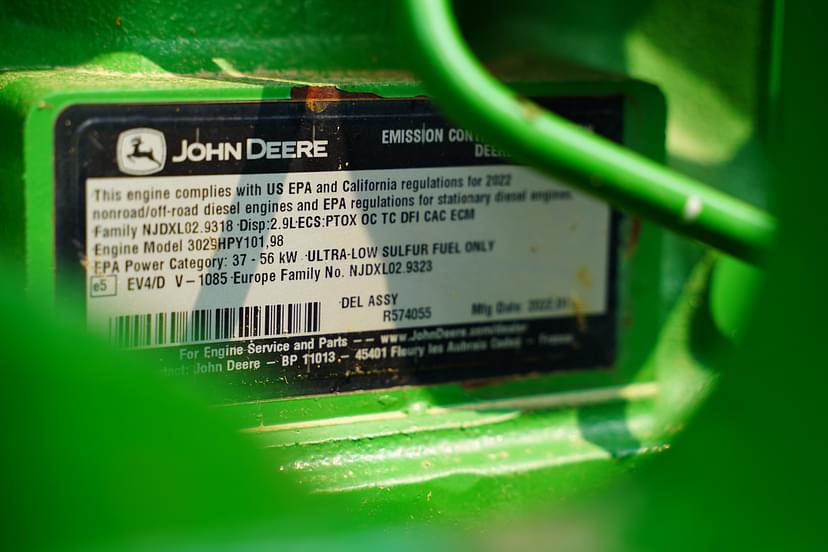 JOHN DEERE
EMISSION
This engine complies with US EPA and California regulations for 2022
nonroad/off-road diesel engines and EPA regulations for stationary diesel engines.
Family NJDXL02.9318 Disp:2.9L ECS:PTOX OC TC DFI CAC ECM
Engine Model 3029HPY101,98
EPA Power Category: 37 - 56 kW ULTRA-LOW SULFUR FUEL ONLY
e5 EV4/D V-1085 Europe Family No. NJDXL02.9323
DEL ASSY
R574055 Mfg Date: 2022.01
For Engine Service and Parts -- www.JohnDeere.com/dealer
John Deere - BP 11013 - 45401 Fleury les Aubrais Cedex - France